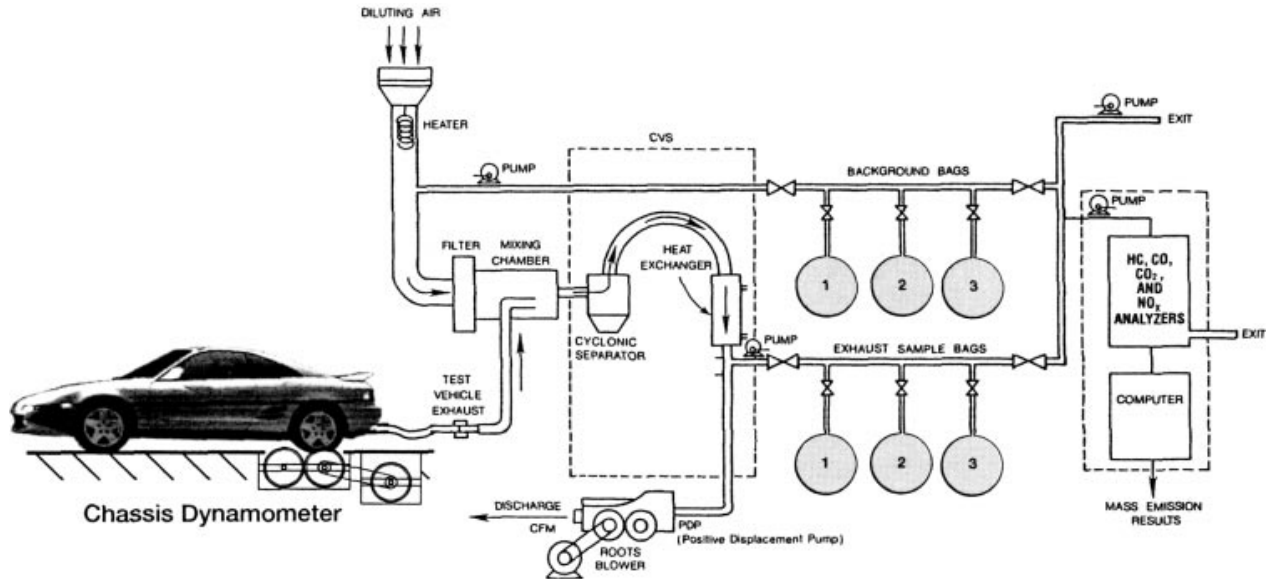 DILUTING AIR
HEATER
PUMP
CVS
BACKGROUND BAGS
PUMP
EXIT
PUMP
FILTER
MIXING
CHAMBER
HEAT
EXCHANGER
1
2
3
HC, CO,
CO2,
AND
NOX
ANALYZERS
EXIT
CYCLONIC
SEPARATOR
PUMP
EXHAUST SAMPLE BAGS
TEST
VEHICLE
EXHAUST
COMPUTER
1
2
3
Chassis Dynamometer
DISCHARGE
CFM
ROOTS
BLOWER
PDP
(Positive Displacement Pump)
MASS EMISSION
RESULTS